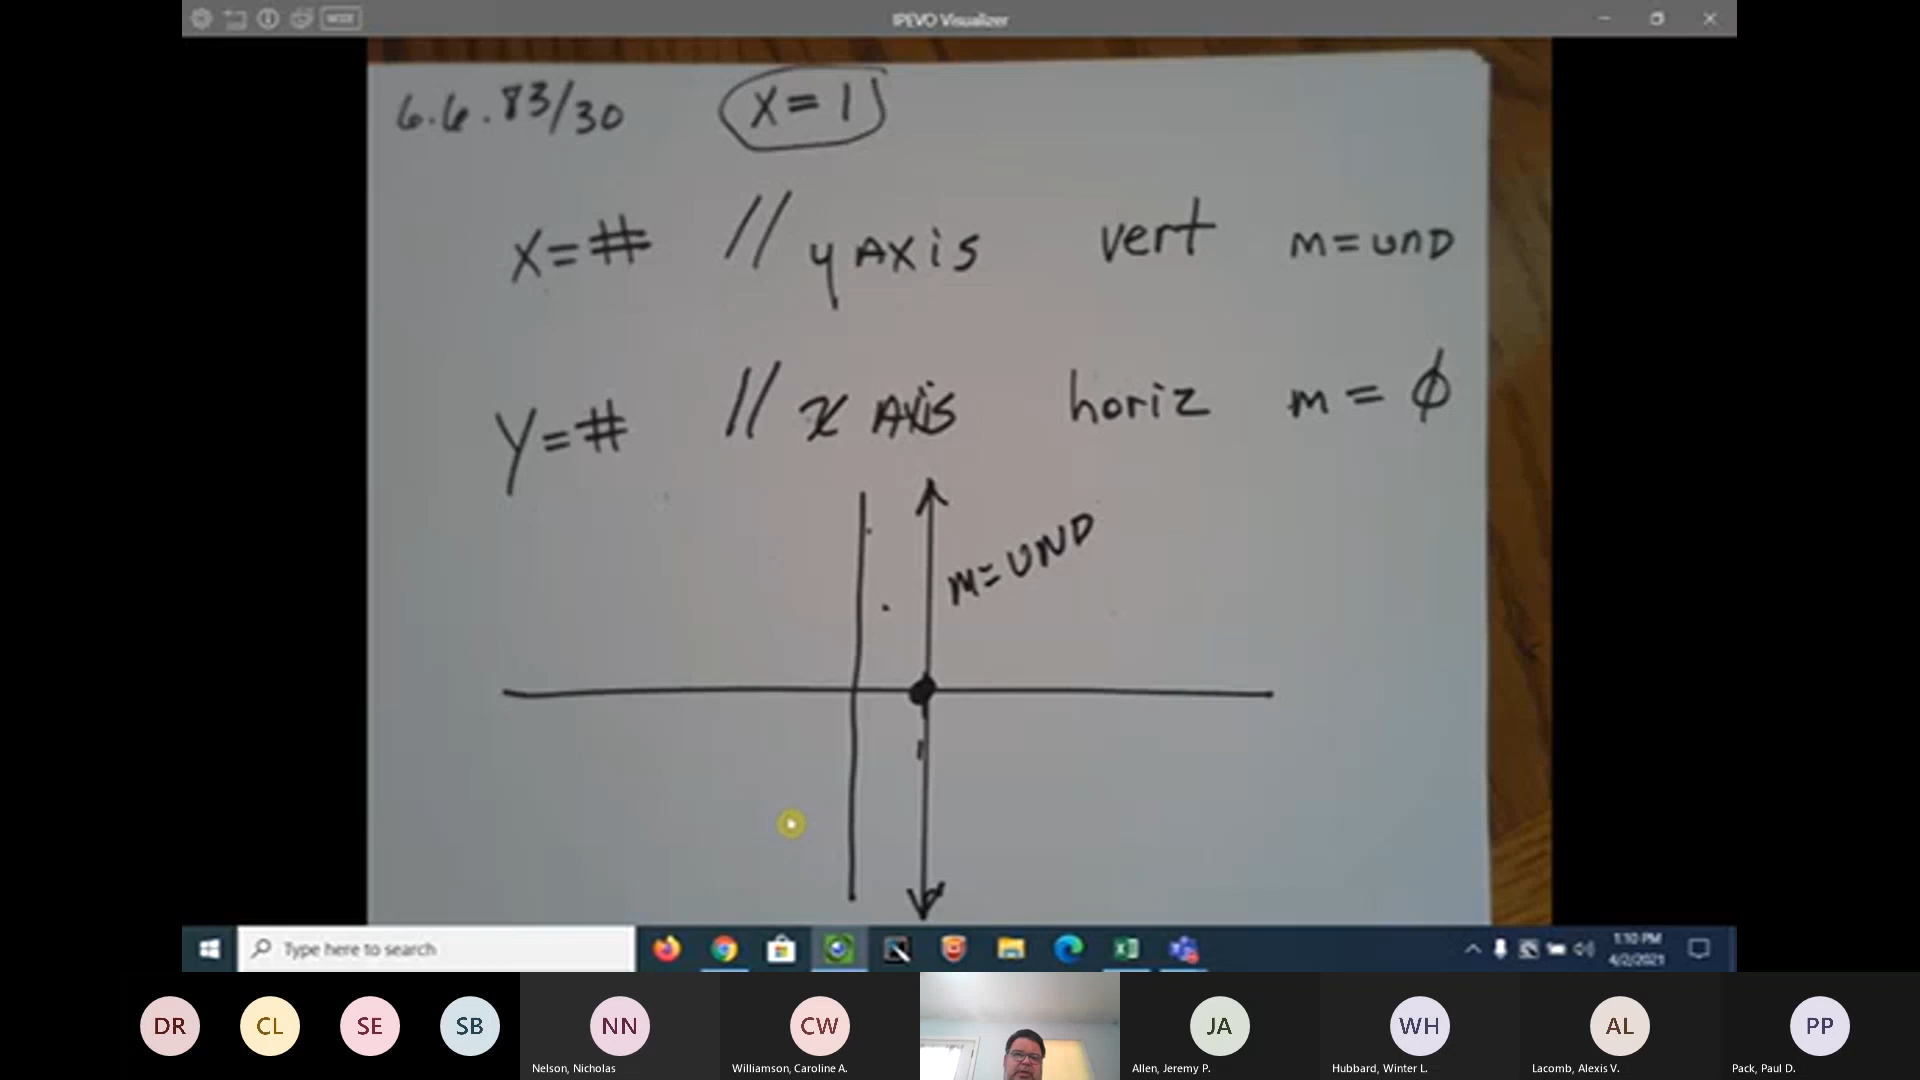 WIDE
IPEVO Visualizer
6.6.83/30 X=1
X=# // y AXiS vert m=UND
Y=# // x AXiS horiz m=ϕ
m=UND
1
Type here to search
1:10 PM
4/2/2021
DR CL SE SB NN CW JA WH AL PP
Nelson, Nicholas Williamson, Caroline A. Allen, Jeremy P. Hubbard, Winter L. Lacomb, Alexis V. Pack, Paul D.